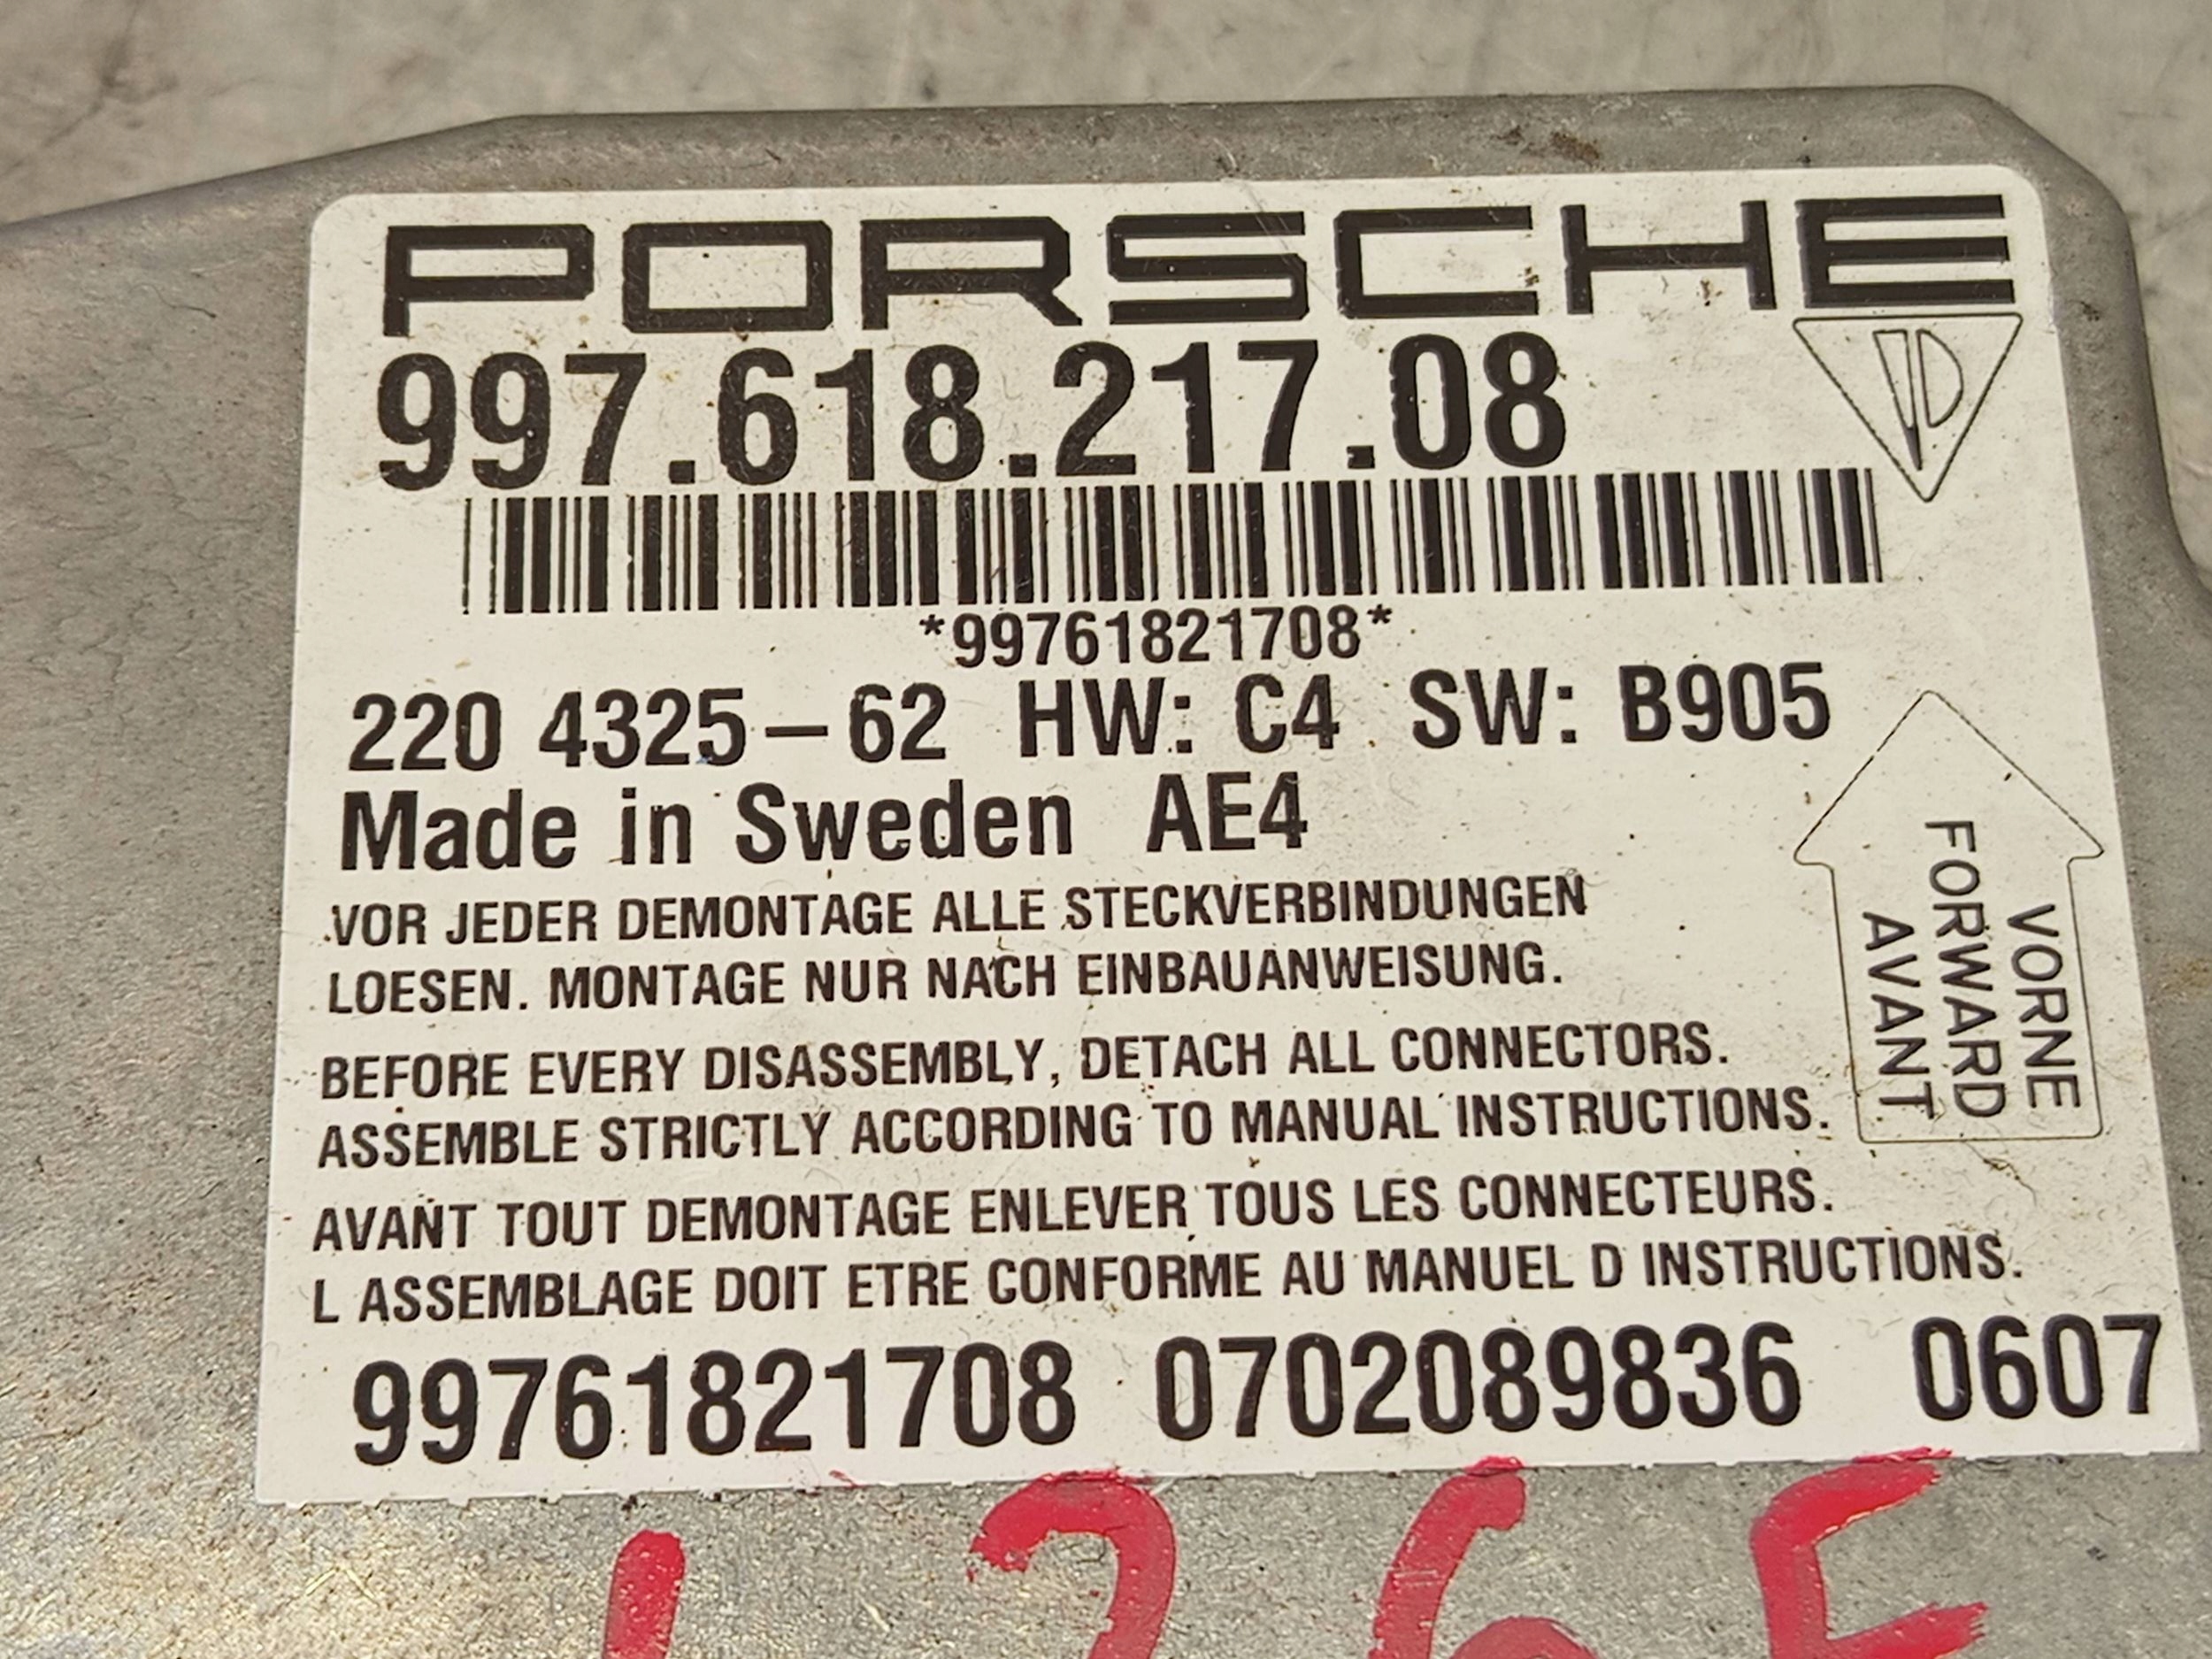 PORSCHE
997.618.217.08
*99761821708*
220 4325-62 HW: C4 SW: B905
Made in Sweden AE4
VOR JEDER DEMONTAGE ALLE STECKVERBINDUNGEN
LOESEN. MONTAGE NUR NACH EINBAUANWEISUNG.
BEFORE EVERY DISASSEMBLY, DETACH ALL CONNECTORS.
ASSEMBLE STRICTLY ACCORDING TO MANUAL INSTRUCTIONS.
AVANT TOUT DEMONTAGE ENLEVER TOUS LES CONNECTEURS.
L ASSEMBLAGE DOIT ETRE CONFORME AU MANUEL D INSTRUCTIONS.
VORNE
FORWARD
AVANT
99761821708 0702089836 0607